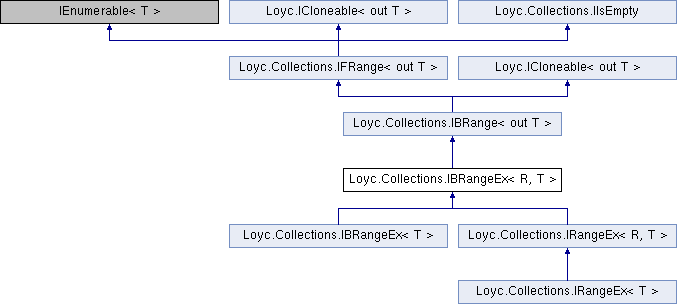 IEnumerable< T >
Loyc.ICloneable< out T >
Loyc.Collections.IIsEmpty
Loyc.Collections.IFRange< out T >
Loyc.ICloneable< out T >
Loyc.Collections.IBRange< out T >
Loyc.Collections.IBRangeEx< R, T >
Loyc.Collections.IBRangeEx< T >
Loyc.Collections.IRangeEx< R, T >
Loyc.Collections.IRangeEx< T >